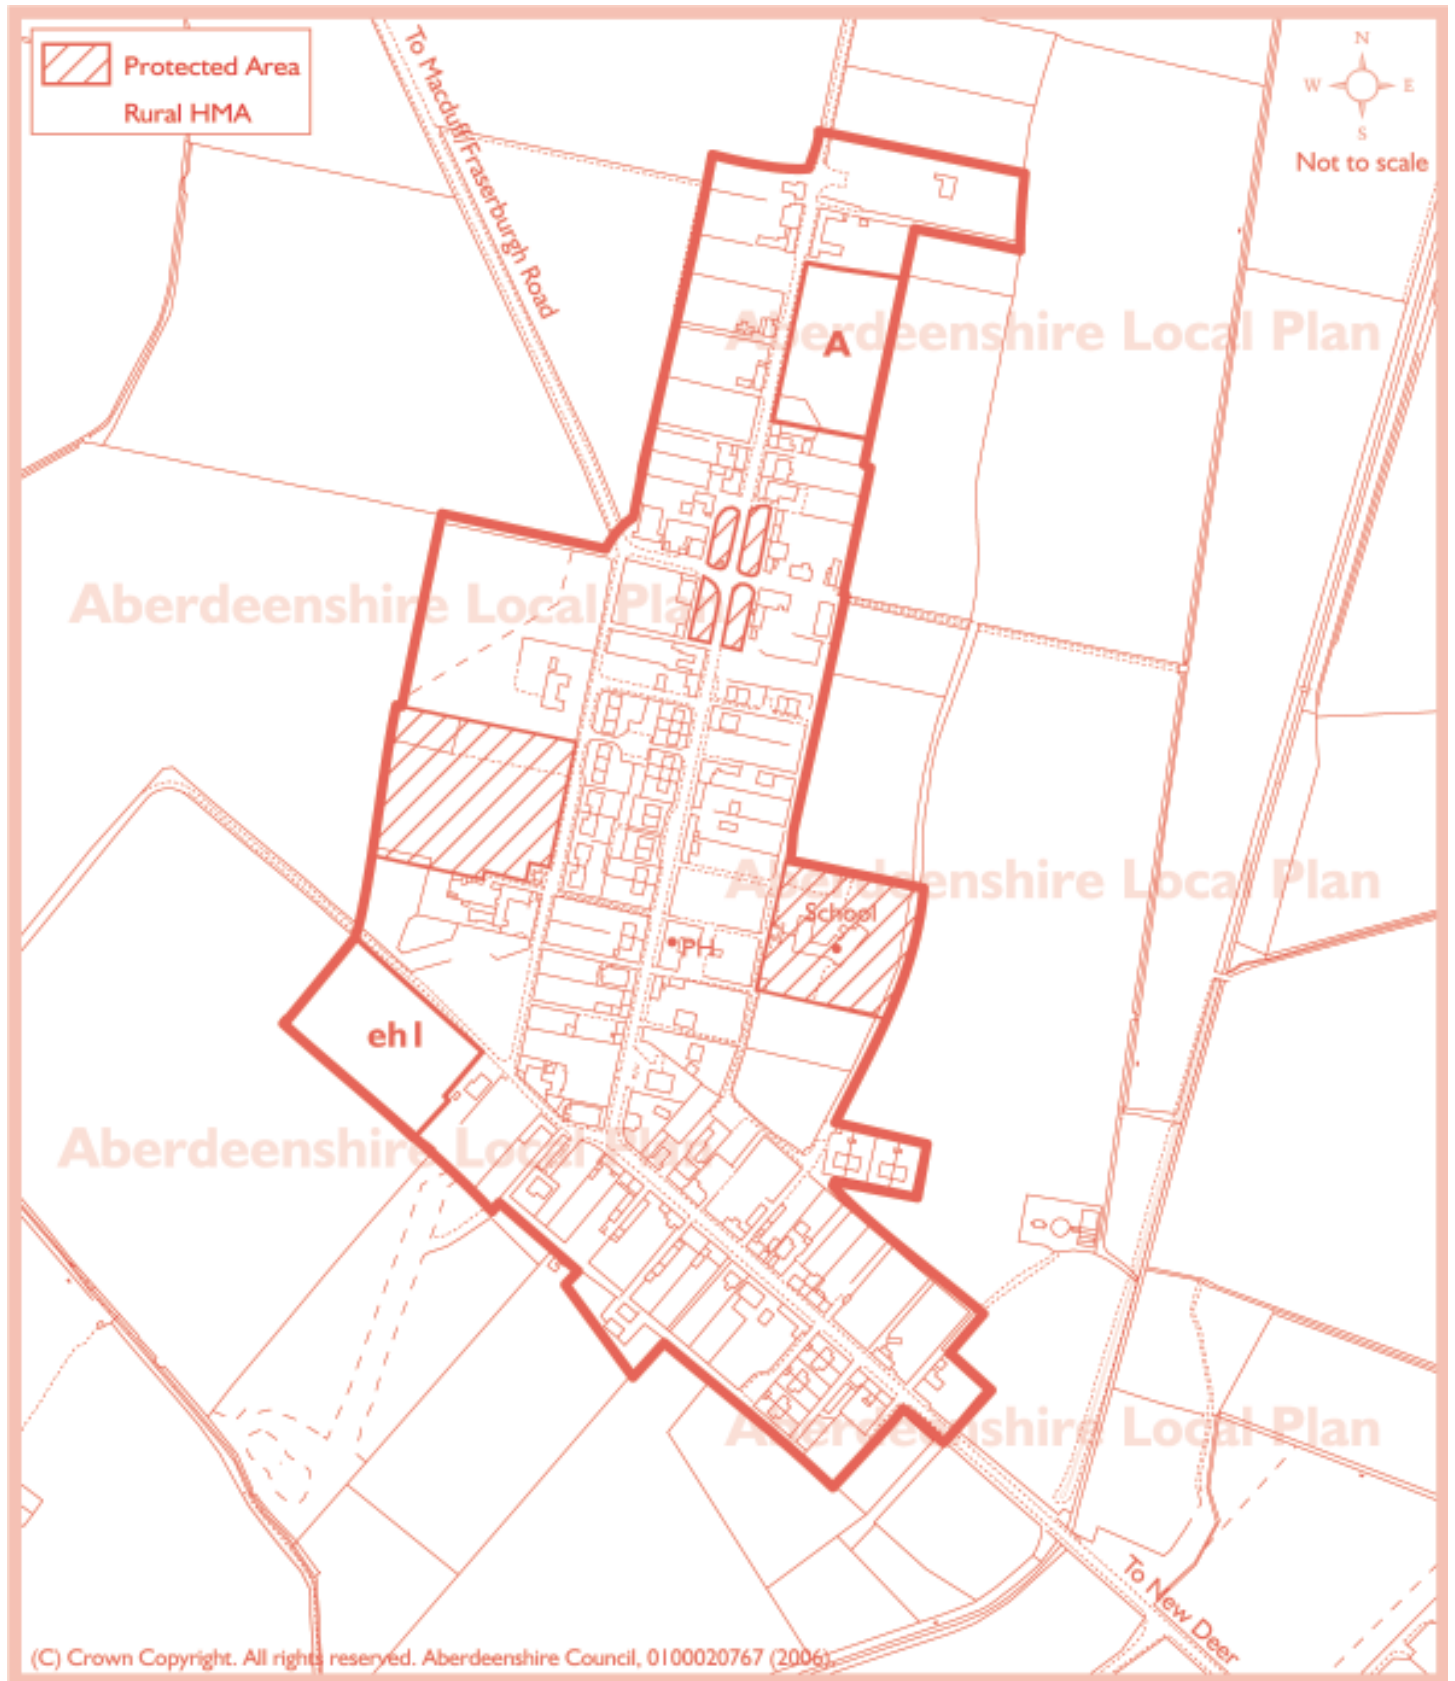 Protected Area
Rural HMA
To Macduff/Fraserburgh Road
N
W E
S
Not to scale
Aberdeenshire Local Plan
A
Aberdeenshire Local Plan
Aberdeenshire Local Plan
School
PH
eh1
Aberdeenshire Local Plan
Aberdeenshire Local Plan
To New Deer
(C) Crown Copyright. All rights reserved. Aberdeenshire Council, 0100020767 (2006).